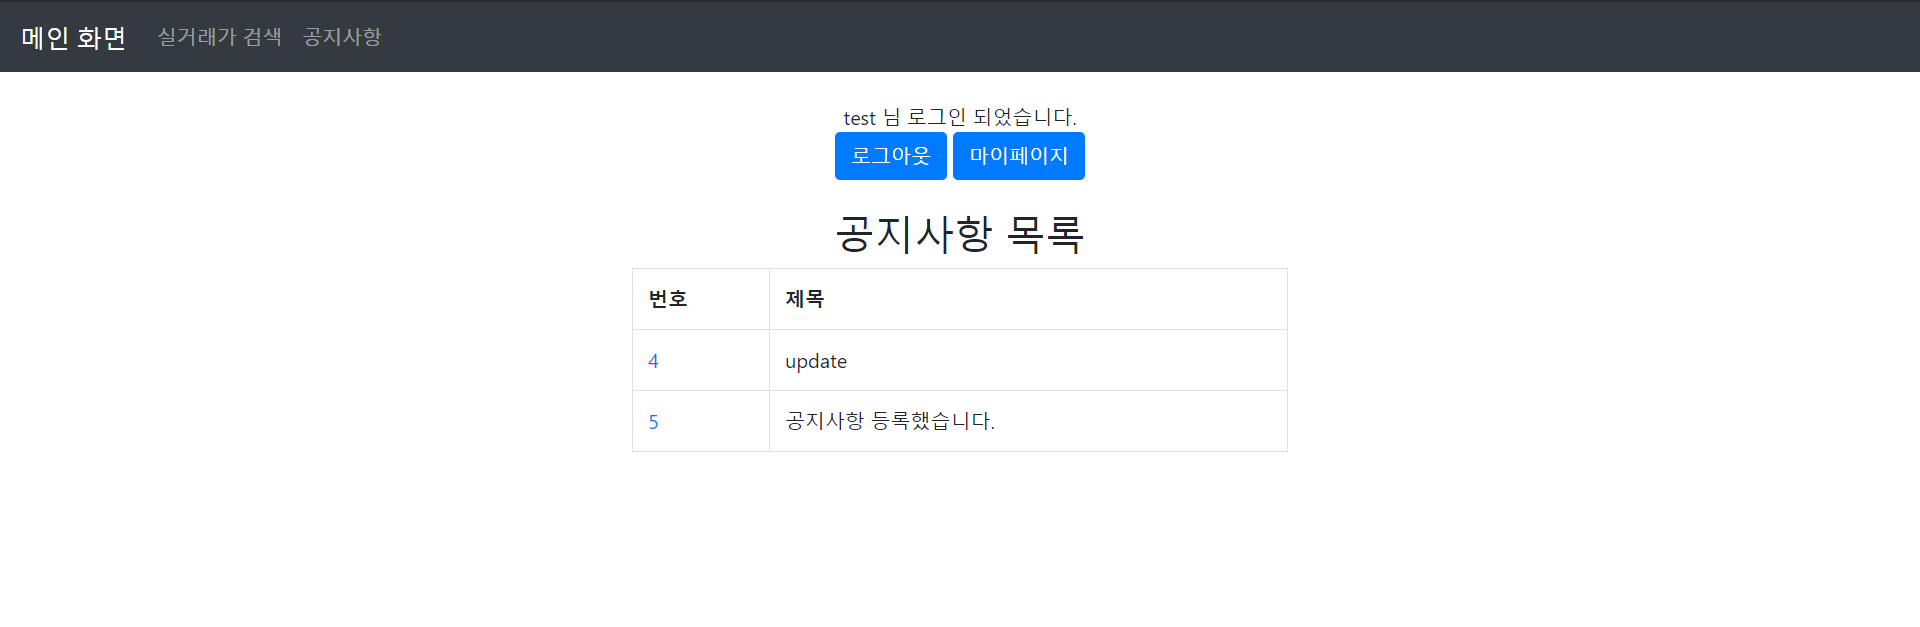 메인 화면 실거래가 검색 공지사항
test 님 로그인 되었습니다.
로그아웃 마이페이지
공지사항 목록
번호 제목
4 update
5 공지사항 등록했습니다.